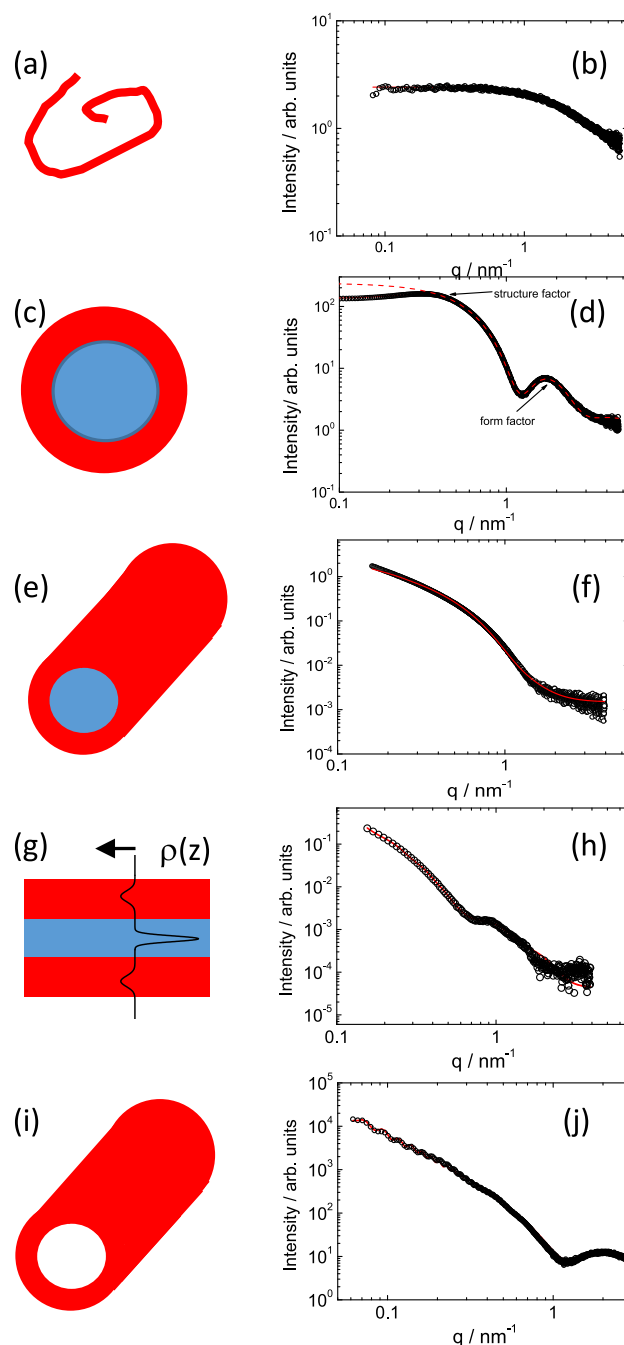 (a)
(b)
Intensity / arb. units
10^1
10^0
10^-1
0.1
1
q / nm^-1
(c)
(d)
Intensity/ arb. units
10^2
10^1
10^0
10^-1
structure factor
form factor
0.1
1
q / nm^-1
(e)
(f)
Intensity / arb. units
10^0
10^-1
10^-2
10^-3
10^-4
0.1
1
q / nm^-1
(g)
ρ(z)
(h)
Intensity / arb. units
10^-1
10^-2
10^-3
10^-4
10^-5
0.1
1
q / nm^-1
(i)
(j)
Intensity / arb. units
10^5
10^4
10^3
10^2
10^1
10^0
0.1
1
q / nm^-1